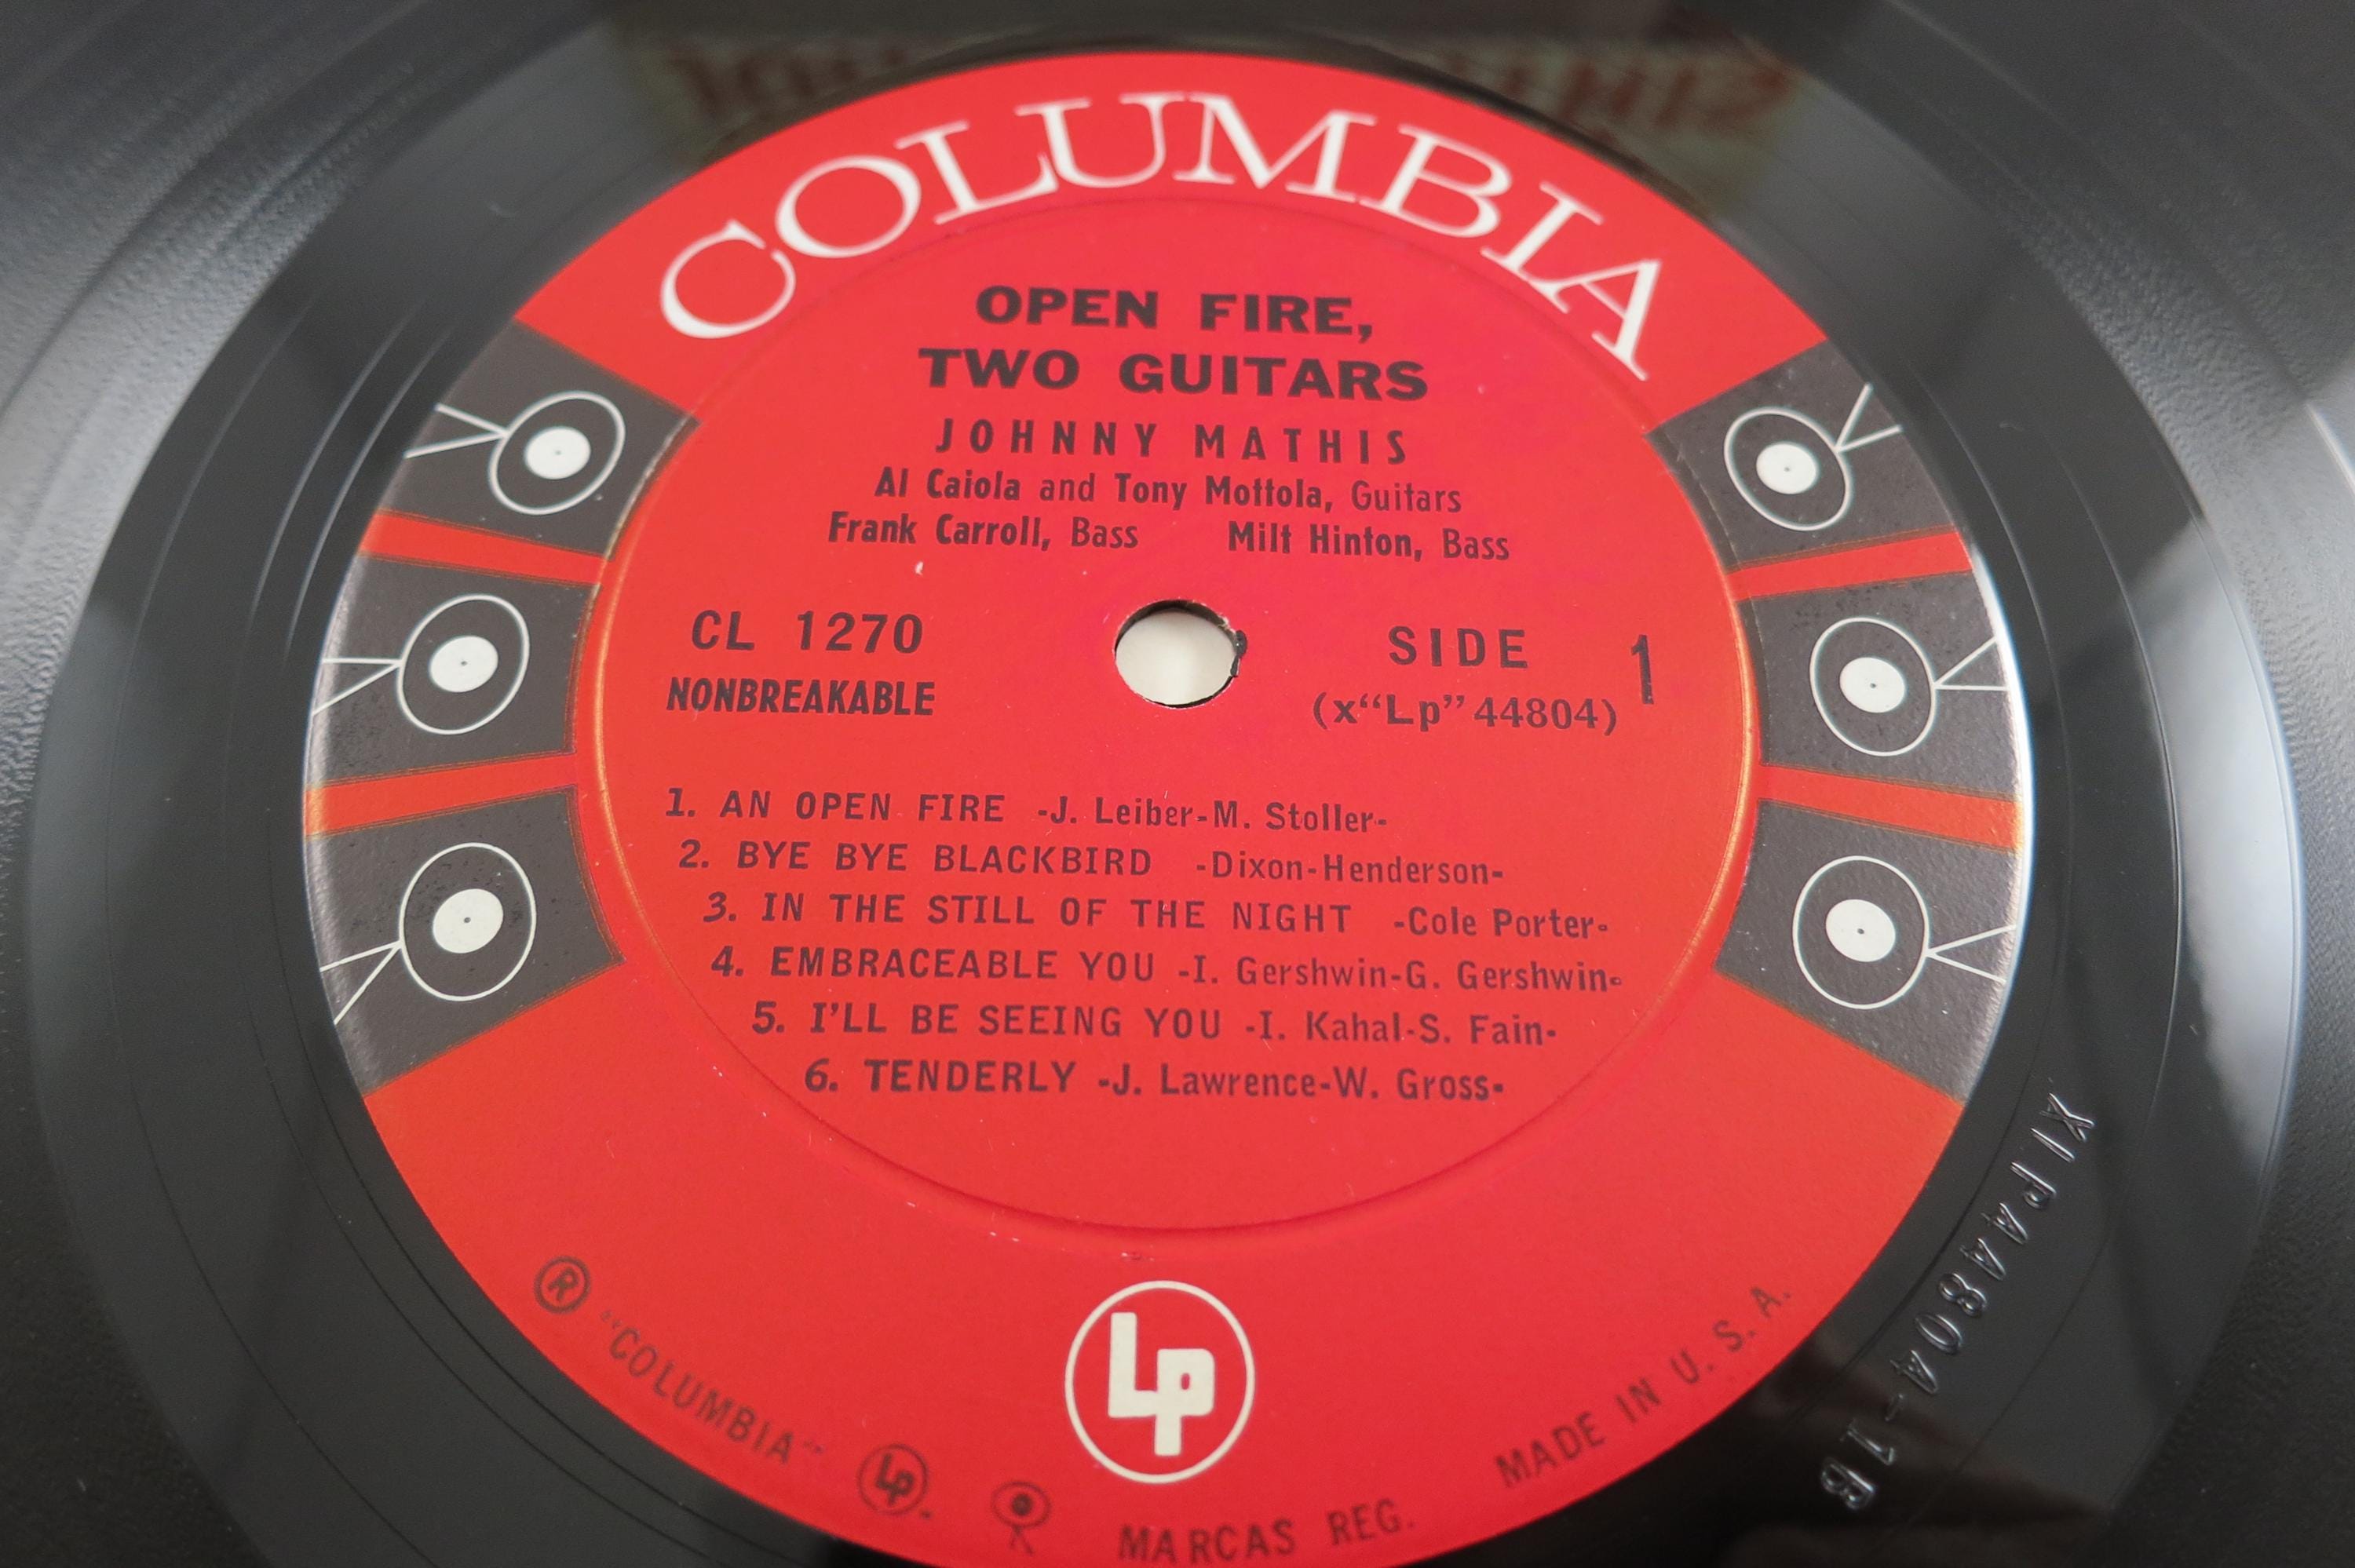 COLUMBIA
OPEN FIRE,
TWO GUITARS
JOHNNY MATHIS
Al Caiola and Tony Mottola, Guitars
Frank Carroll, Bass Milt Hinton, Bass
CL 1270 SIDE 1
NONBREAKABLE (x“Lp” 44804)
1. AN OPEN FIRE -J. Leiber-M. Stoller-
2. BYE BYE BLACKBIRD -Dixon-Henderson-
3. IN THE STILL OF THE NIGHT -Cole Porter-
4. EMBRACEABLE YOU -I. Gershwin-G. Gershwin-
5. I’LL BE SEEING YOU -I. Kahal-S. Fain-
6. TENDERLY -J. Lawrence-W. Gross-
Lp
® “COLUMBIA” Lp MARCAS REG. MADE IN U. S. A.
XLP44804-1B